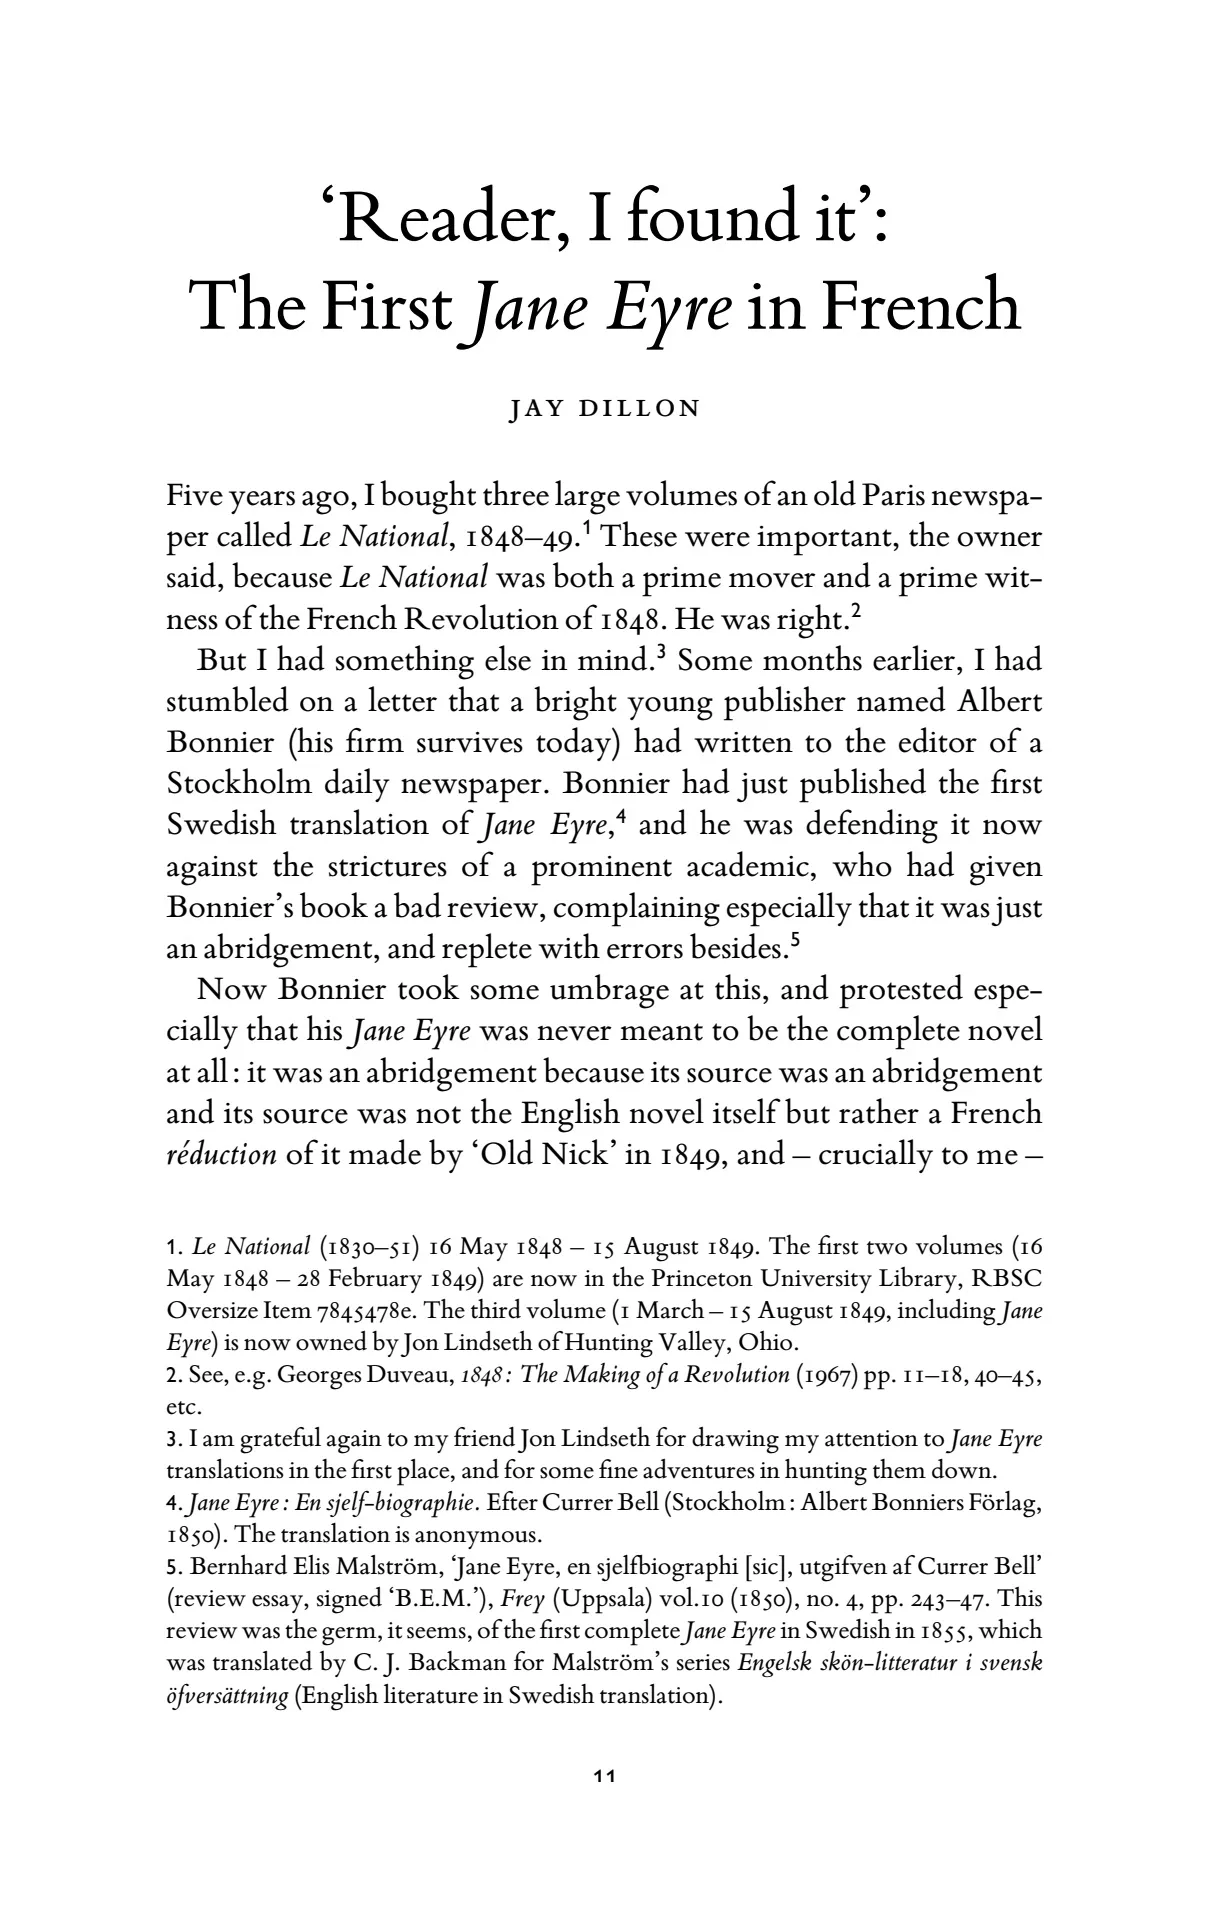 ‘Reader, I found it’:
The First Jane Eyre in French
JAY DILLON
Five years ago, I bought three large volumes of an old Paris newspa-
per called Le National, 1848–49.1 These were important, the owner
said, because Le National was both a prime mover and a prime wit-
ness of the French Revolution of 1848. He was right.2
But I had something else in mind.3 Some months earlier, I had
stumbled on a letter that a bright young publisher named Albert
Bonnier (his firm survives today) had written to the editor of a
Stockholm daily newspaper. Bonnier had just published the first
Swedish translation of Jane Eyre,4 and he was defending it now
against the strictures of a prominent academic, who had given
Bonnier’s book a bad review, complaining especially that it was just
an abridgement, and replete with errors besides.5
Now Bonnier took some umbrage at this, and protested espe-
cially that his Jane Eyre was never meant to be the complete novel
at all: it was an abridgement because its source was an abridgement
and its source was not the English novel itself but rather a French
réduction of it made by ‘Old Nick’ in 1849, and – crucially to me –
1. Le National (1830–51) 16 May 1848 – 15 August 1849. The first two volumes (16
May 1848 – 28 February 1849) are now in the Princeton University Library, RBSC
Oversize Item 7845478e. The third volume (1 March – 15 August 1849, including Jane
Eyre) is now owned by Jon Lindseth of Hunting Valley, Ohio.
2. See, e.g. Georges Duveau, 1848: The Making of a Revolution (1967) pp. 11–18, 40–45,
etc.
3. I am grateful again to my friend Jon Lindseth for drawing my attention to Jane Eyre
translations in the first place, and for some fine adventures in hunting them down.
4. Jane Eyre: En sjelf-biographie. Efter Currer Bell (Stockholm: Albert Bonniers Förlag,
1850). The translation is anonymous.
5. Bernhard Elis Malström, ‘Jane Eyre, en sjelfbiographi [sic], utgifven af Currer Bell’
(review essay, signed ‘B.E.M.’), Frey (Uppsala) vol.10 (1850), no. 4, pp. 243–47. This
review was the germ, it seems, of the first complete Jane Eyre in Swedish in 1855, which
was translated by C. J. Backman for Malström’s series Engelsk skön-litteratur i svensk
öfversättning (English literature in Swedish translation).
11